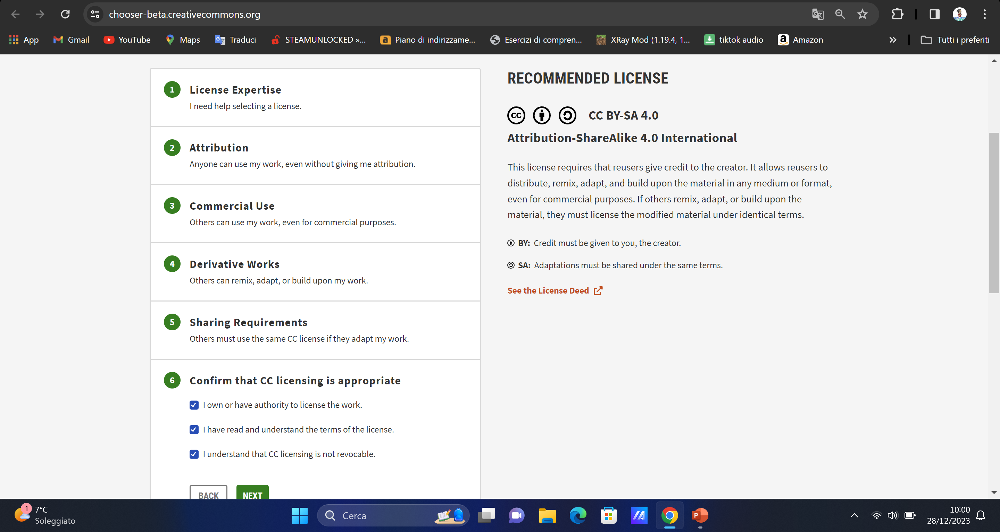 chooser-beta.creativecommons.org
App
Gmail
YouTube
Maps
Traduci
STEAMUNLOCKED »...
Piano di indirizzame...
Esercizi di compren...
XRay Mod (1.19.4, 1...
tiktok audio
Amazon
Tutti i preferiti
1
License Expertise
I need help selecting a license.
2
Attribution
Anyone can use my work, even without giving me attribution.
3
Commercial Use
Others can use my work, even for commercial purposes.
4
Derivative Works
Others can remix, adapt, or build upon my work.
5
Sharing Requirements
Others must use the same CC license if they adapt my work.
6
Confirm that CC licensing is appropriate
I own or have authority to license the work.
I have read and understand the terms of the license.
I understand that CC licensing is not revocable.
BACK
NEXT
RECOMMENDED LICENSE
CC BY-SA 4.0
Attribution-ShareAlike 4.0 International
This license requires that reusers give credit to the creator. It allows reusers to
distribute, remix, adapt, and build upon the material in any medium or format,
even for commercial purposes. If others remix, adapt, or build upon the
material, they must license the modified material under identical terms.
BY: Credit must be given to you, the creator.
SA: Adaptations must be shared under the same terms.
See the License Deed
1
7°C
Soleggiato
Cerca
10:00
28/12/2023